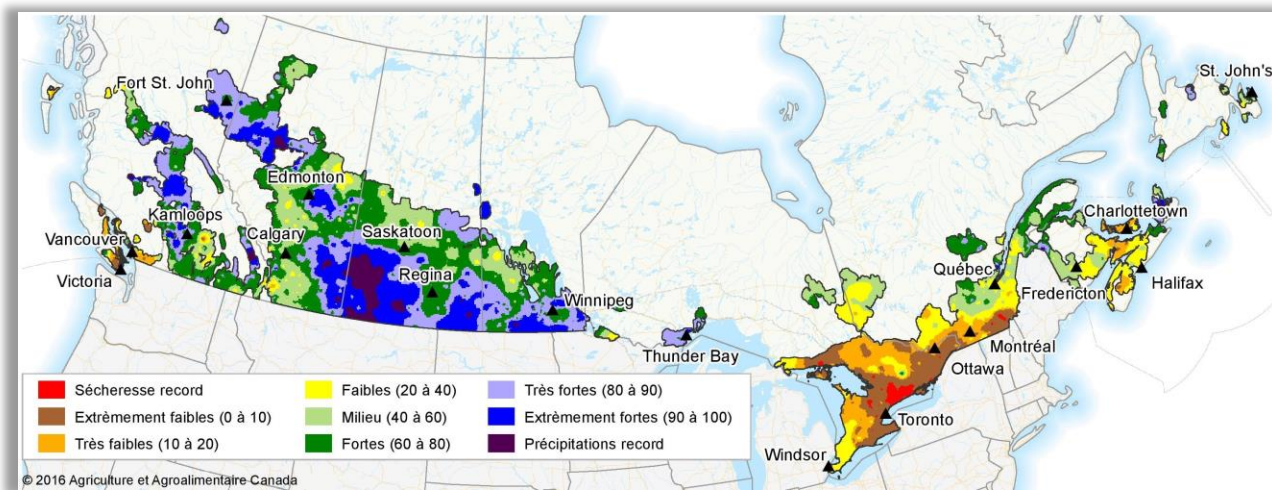 St. John's
Fort St. John
Edmonton
Charlottetown
Kamloops
Calgary
Saskatoon
Vancouver
Regina
Québec
Victoria
Winnipeg
Fredericton
Halifax
Thunder Bay
Montréal
Ottawa
Toronto
Windsor
Sécheresse record
Extrèmement faibles (0 à 10)
Très faibles (10 à 20)
Faibles (20 à 40)
Milieu (40 à 60)
Fortes (60 à 80)
Très fortes (80 à 90)
Extrèmement fortes (90 à 100)
Précipitations record
© 2016 Agriculture et Agroalimentaire Canada